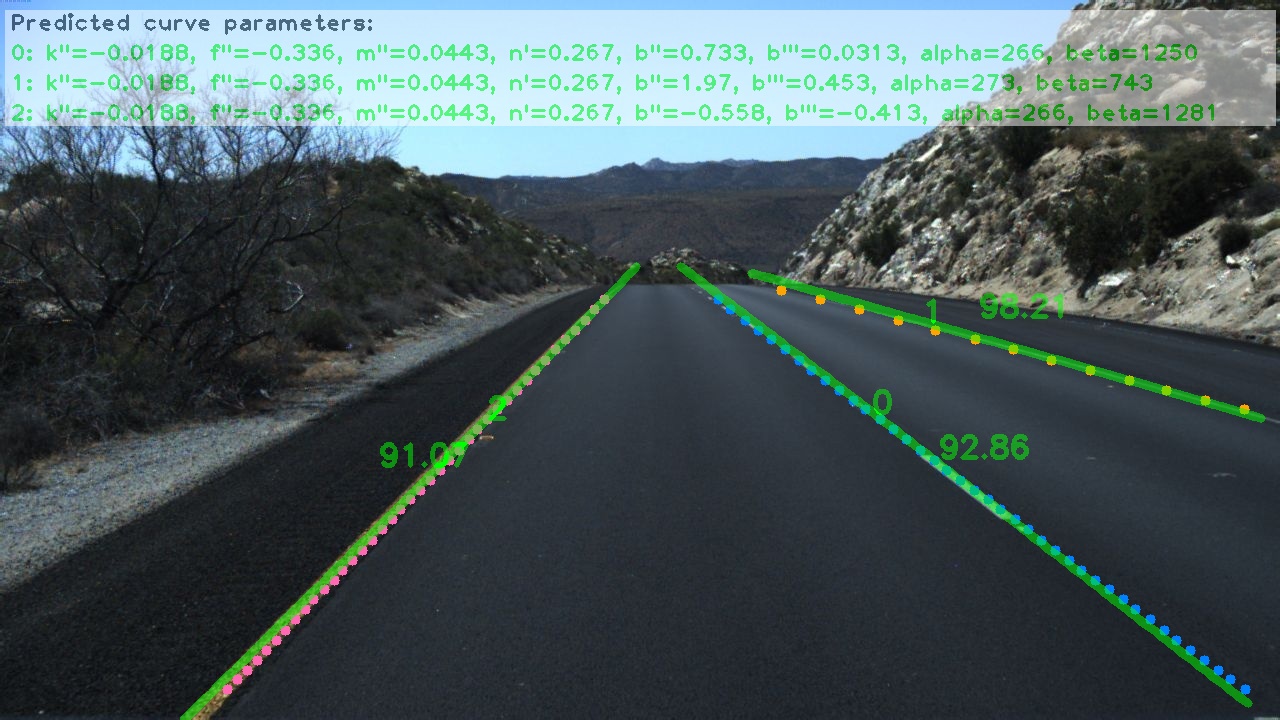 Predicted curve parameters:
0: k''=-0.0188, f''=-0.336, m''=0.0443, n'=0.267, b''=0.733, b'''=0.0313, alpha=266, beta=1250
1: k''=-0.0188, f''=-0.336, m''=0.0443, n'=0.267, b''=1.97, b'''=0.453, alpha=273, beta=743
2: k''=-0.0188, f''=-0.336, m''=0.0443, n'=0.267, b''=-0.558, b'''=-0.413, alpha=266, beta=1281
1 98.21
2 0
91.07 92.86